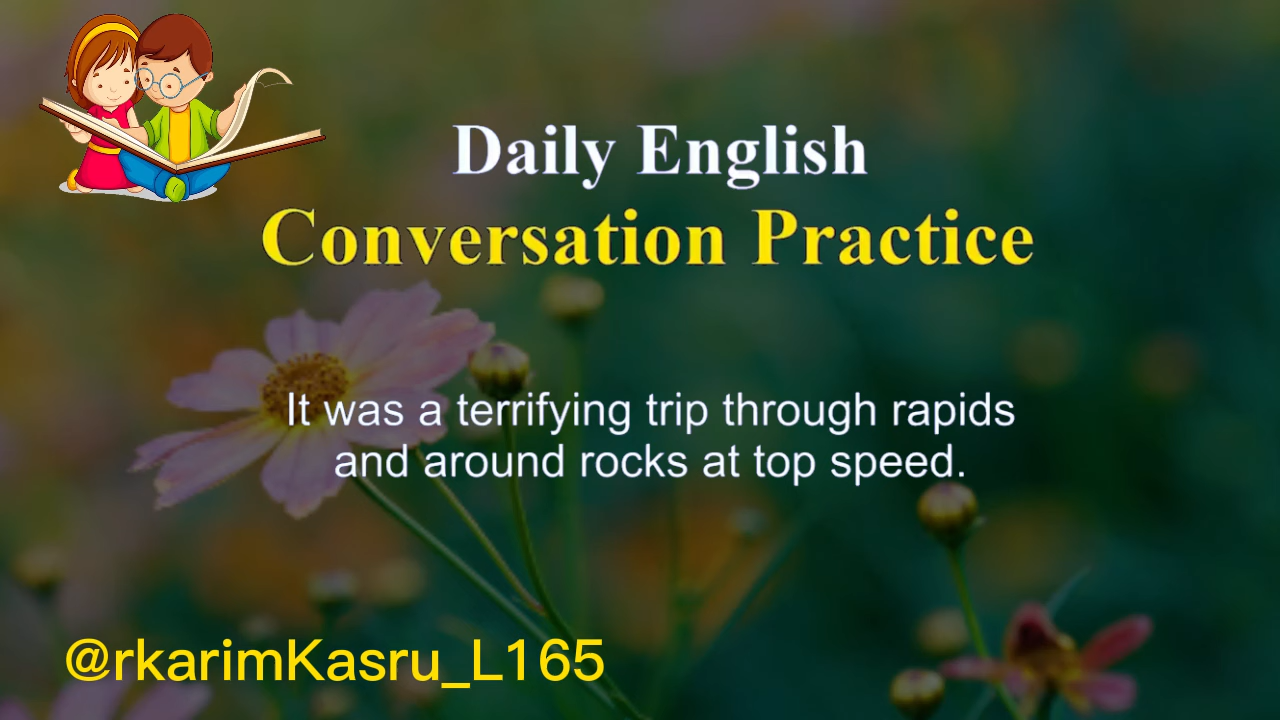 Daily English
Conversation Practice
It was a terrifying trip through rapids
and around rocks at top speed.
@rkarimKasru_L165